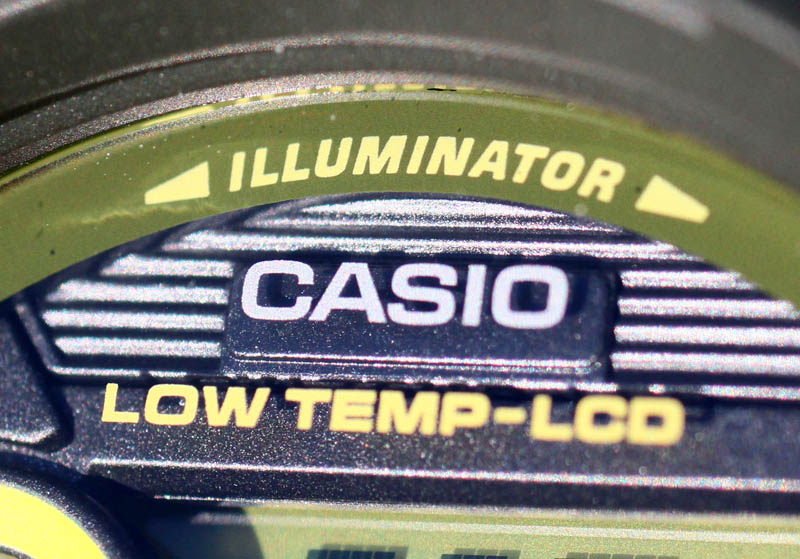 ILLUMINATOR
CASIO
LOW TEMP-LCD